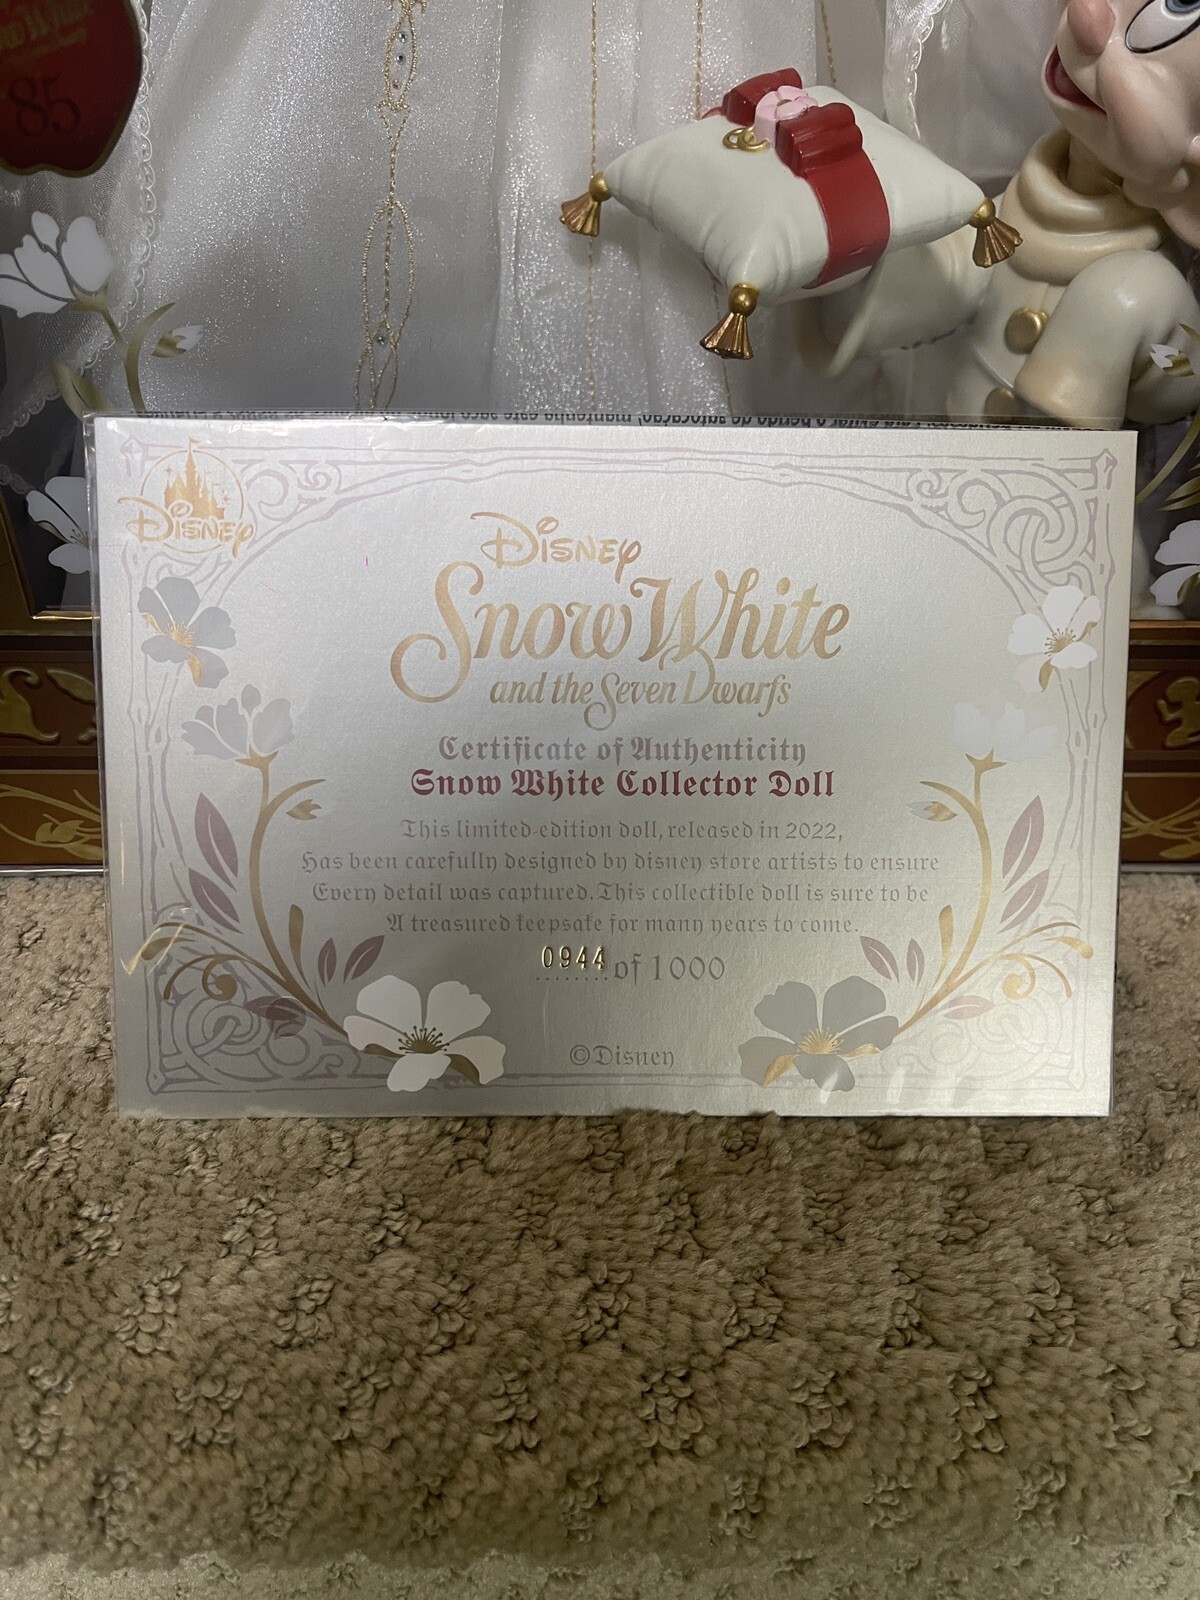 85
Disney
Disney
Snow White
and the Seven Dwarfs
Certificate of Authenticity
Snow White Collector Doll
This limited-edition doll, released in 2022,
Has been carefully designed by disney store artists to ensure
Every detail was captured. This collectible doll is sure to be
A treasured keepsake for many years to come.
0944 of 1000
©Disney